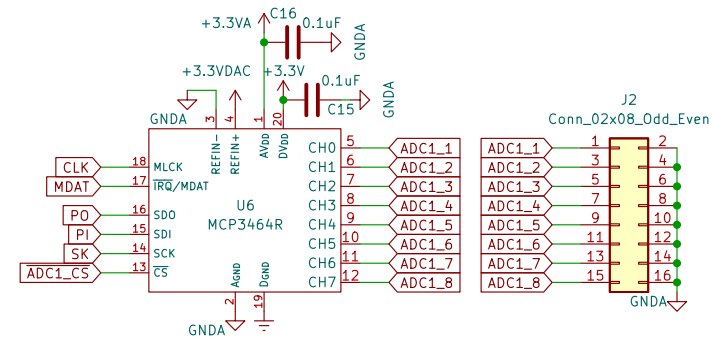 C16
+3.3VA
0.1uF
GNDA
+3.3VDAC
+3.3V
0.1uF
C15
GNDA
GNDA
3
4
1
20
REFIN-
REFIN+
AVDD
DVDD
CLK
18
MLCK
MDAT
17
IRQ/MDAT
PO
16
SDO
PI
15
SDI
SK
14
SCK
ADC1_CS
13
CS
U6
MCP3464R
CH0
5
ADC1_1
CH1
6
ADC1_2
CH2
7
ADC1_3
CH3
8
ADC1_4
CH4
9
ADC1_5
CH5
10
ADC1_6
CH6
11
ADC1_7
CH7
12
ADC1_8
AGND
DGND
2
19
GNDA
J2
Conn_02x08_Odd_Even
ADC1_1
1
2
ADC1_2
3
4
ADC1_3
5
6
ADC1_4
7
8
ADC1_5
9
10
ADC1_6
11
12
ADC1_7
13
14
ADC1_8
15
16
GNDA